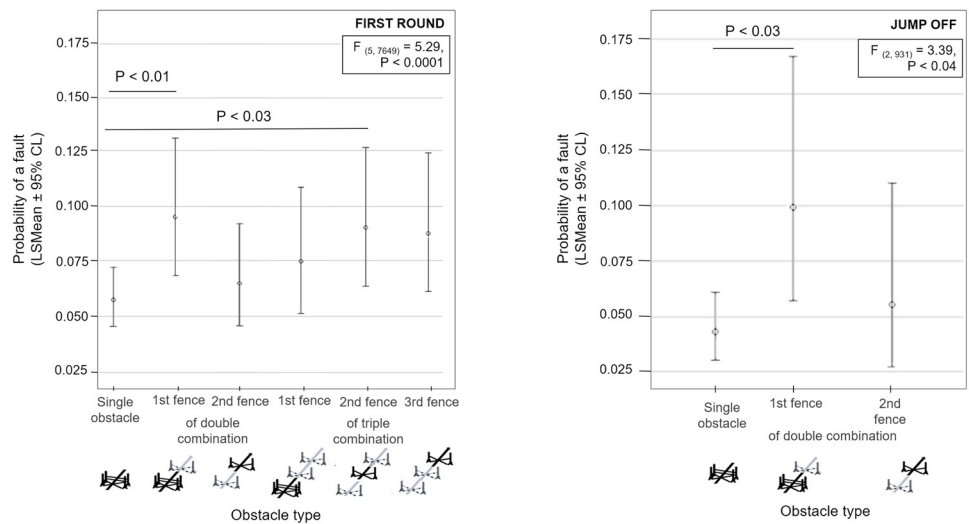 FIRST ROUND
F (5, 7649) = 5.29,
P < 0.0001
P < 0.01
P < 0.03
0.175
0.150
0.125
0.100
0.075
0.050
0.025
Probability of a fault
(LSMean ± 95% CL)
Single
obstacle
1st fence
2nd fence
of double
combination
1st fence
2nd fence
3rd fence
of triple
combination
Obstacle type
JUMP OFF
F (2, 931) = 3.39,
P < 0.04
P < 0.03
0.175
0.150
0.125
0.100
0.075
0.050
0.025
Probability of a fault
(LSMean ± 95% CL)
Single
obstacle
1st fence
2nd
fence
of double combination
Obstacle type